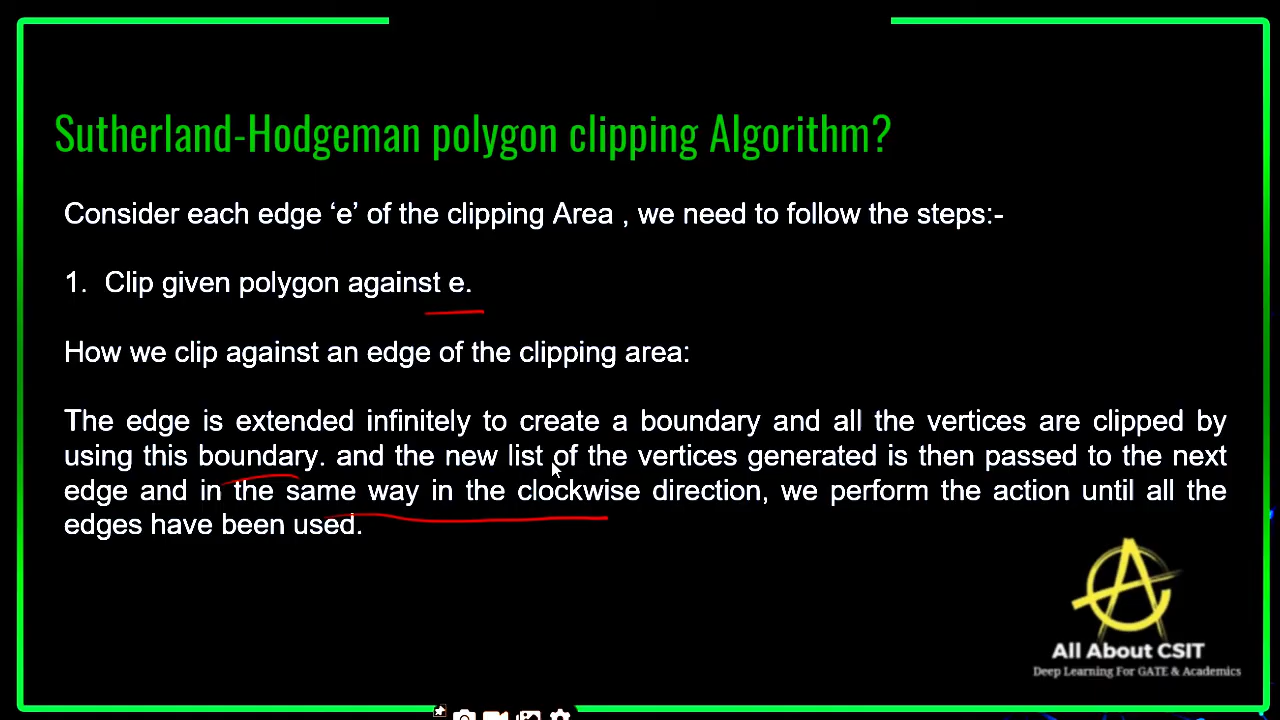 Sutherland-Hodgeman polygon clipping Algorithm?
Consider each edge ‘e’ of the clipping Area , we need to follow the steps:-
1. Clip given polygon against e.
How we clip against an edge of the clipping area:
The edge is extended infinitely to create a boundary and all the vertices are clipped by
using this boundary. and the new list of the vertices generated is then passed to the next
edge and in the same way in the clockwise direction, we perform the action until all the
edges have been used.
All About CSIT
Deep Learning For GATE & Academics